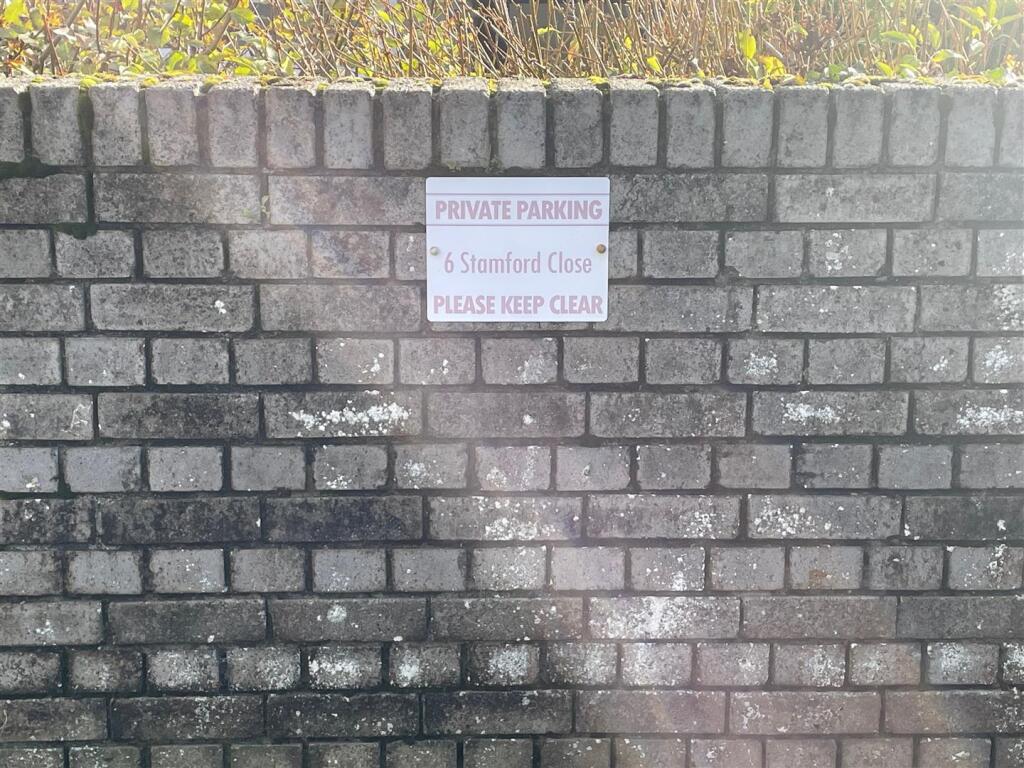 PRIVATE PARKING
6 Stamford Close
PLEASE KEEP CLEAR